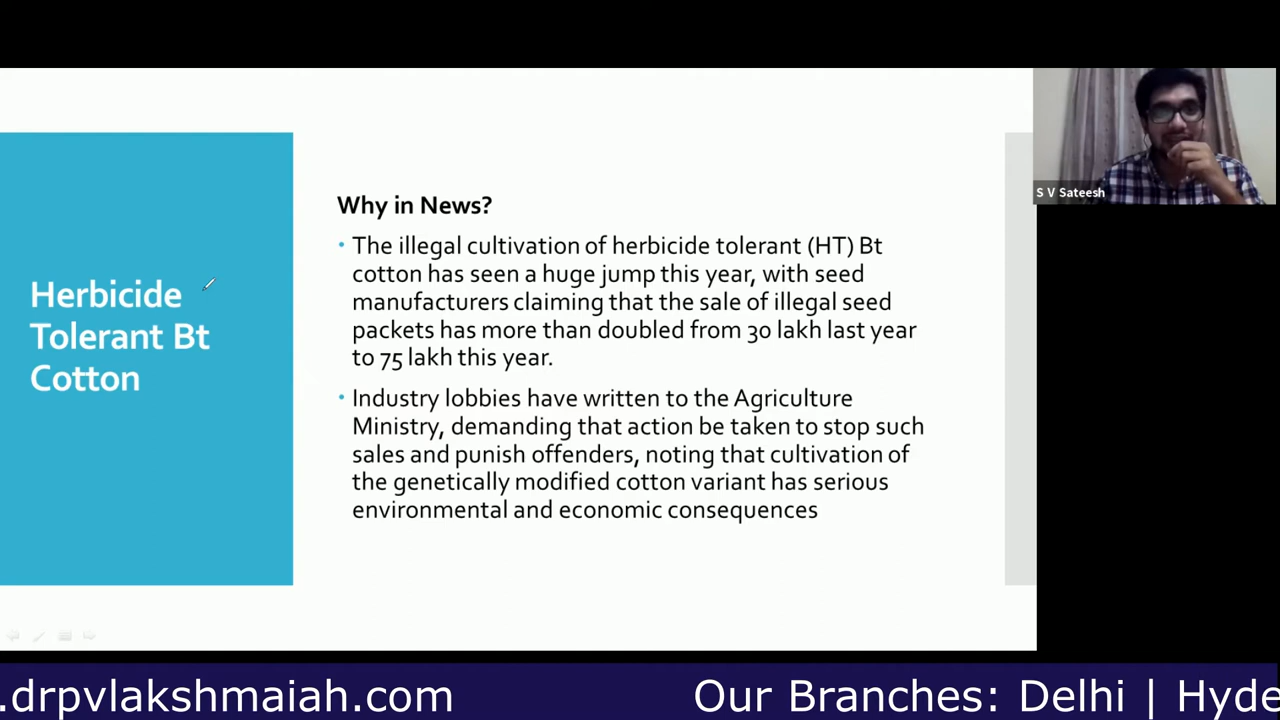 S V Sateesh
Herbicide
Tolerant Bt
Cotton
Why in News?
• The illegal cultivation of herbicide tolerant (HT) Bt
cotton has seen a huge jump this year, with seed
manufacturers claiming that the sale of illegal seed
packets has more than doubled from 30 lakh last year
to 75 lakh this year.
• Industry lobbies have written to the Agriculture
Ministry, demanding that action be taken to stop such
sales and punish offenders, noting that cultivation of
the genetically modified cotton variant has serious
environmental and economic consequences
.drpvlakshmaiah.com Our Branches: Delhi | Hyde